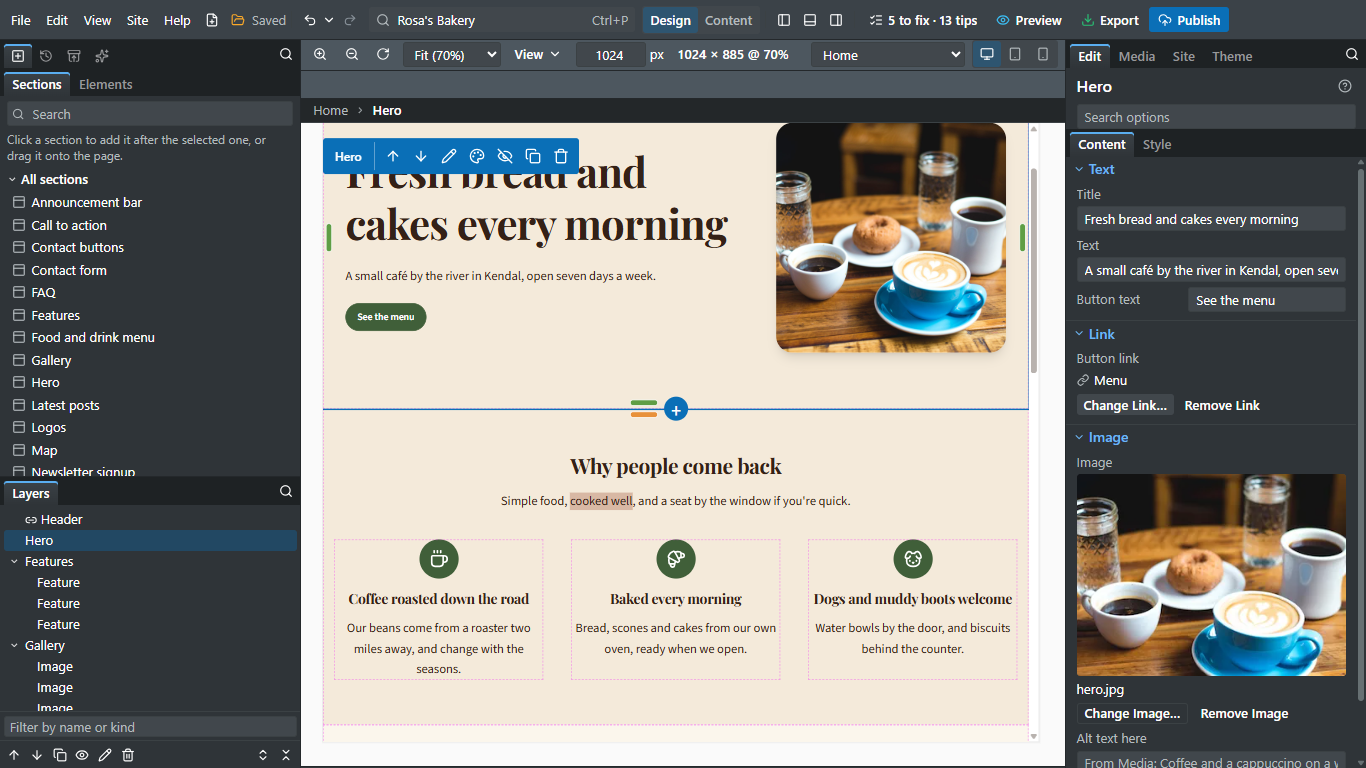 File Edit View Site Help Saved Rosa's Bakery Ctrl+P Design Content 5 to fix · 13 tips Preview Export Publish
Fit (70%) View 1024 px 1024 × 885 @ 70% Home
Sections Elements
Search
Click a section to add it after the selected one, or
drag it onto the page.
All sections
Announcement bar
Call to action
Contact buttons
Contact form
FAQ
Features
Food and drink menu
Gallery
Hero
Latest posts
Logos
Map
Newsletter signup
Layers
Header
Hero
Features
Feature
Feature
Feature
Gallery
Image
Image
Image
Filter by name or kind
Home › Hero
Hero
Fresh bread and
cakes every morning
A small café by the river in Kendal, open seven days a week.
See the menu
Why people come back
Simple food, cooked well, and a seat by the window if you're quick.
Coffee roasted down the road
Our beans come from a roaster two
miles away, and change with the
seasons.
Baked every morning
Bread, scones and cakes from our own
oven, ready when we open.
Dogs and muddy boots welcome
Water bowls by the door, and biscuits
behind the counter.
Edit Media Site Theme
Hero
Search options
Content Style
Text
Title
Fresh bread and cakes every morning
Text
A small café by the river in Kendal, open seve
Button text See the menu
Link
Button link
Menu
Change Link... Remove Link
Image
Image
hero.jpg
Change Image... Remove Image
Alt text here
From Media: Coffee and a cappuccino on a w